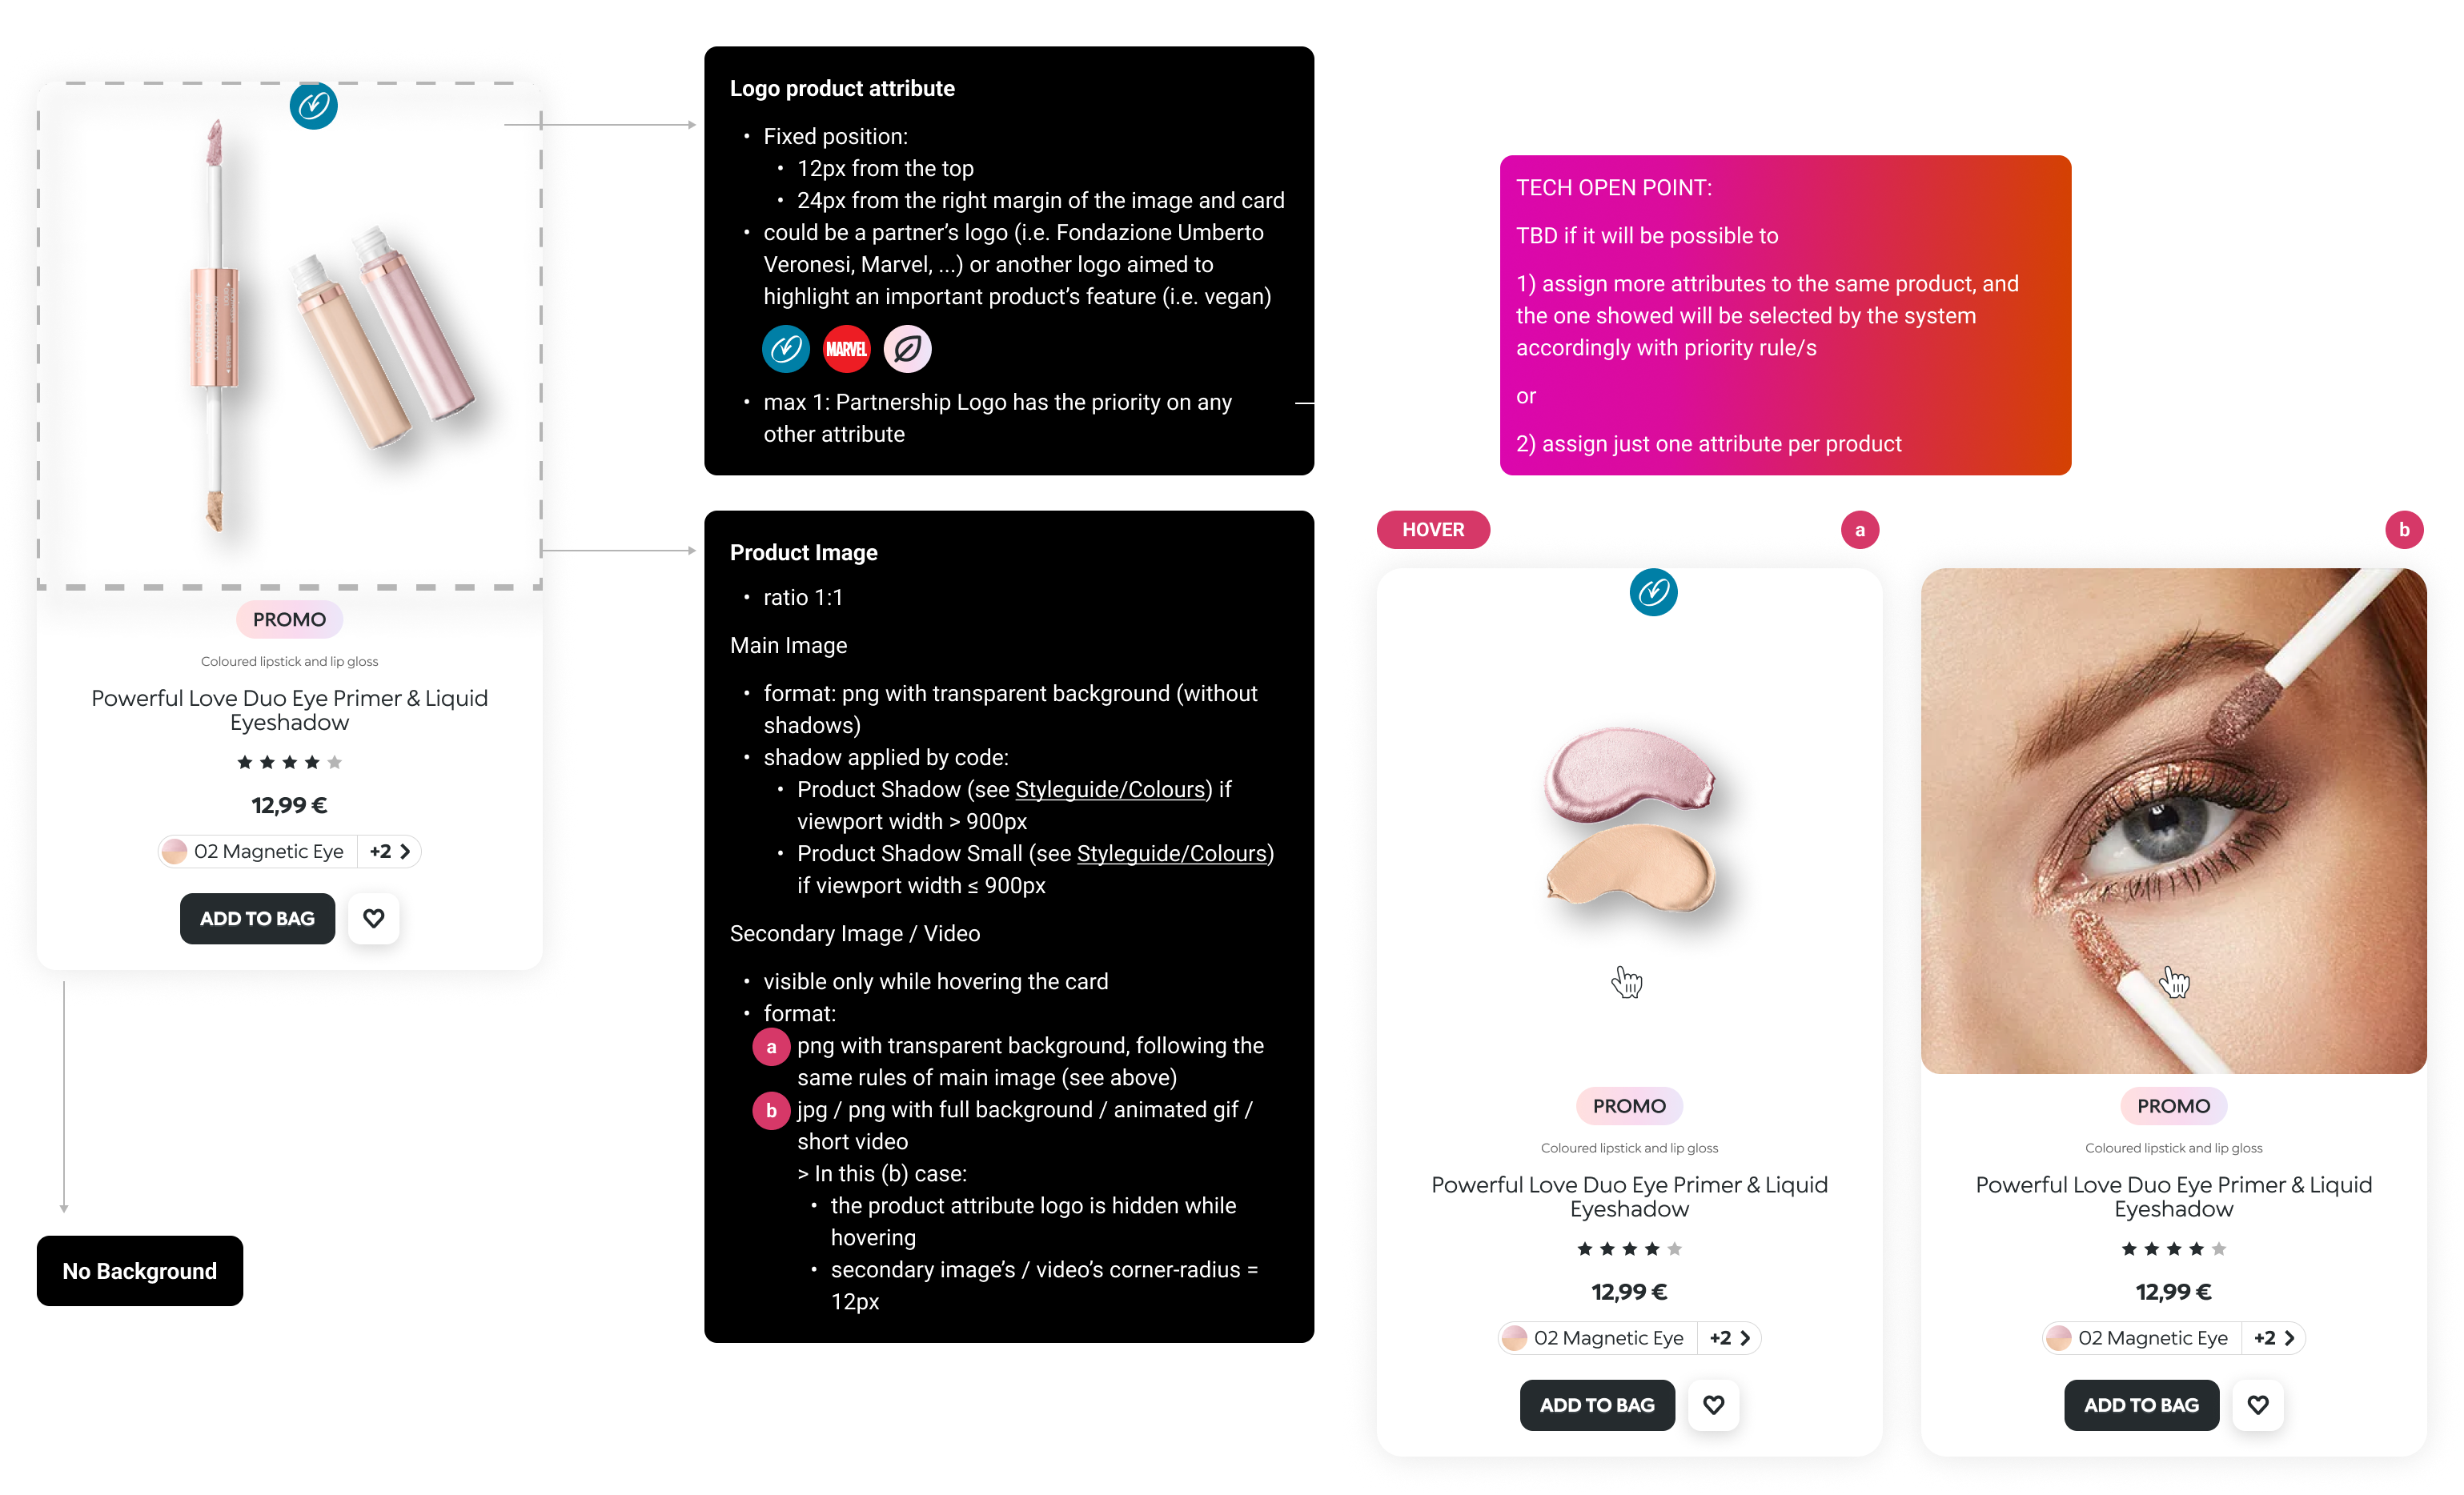 PROMO
Coloured lipstick and lip gloss
Powerful Love Duo Eye Primer & Liquid
Eyeshadow
12,99 €
02 Magnetic Eye
+2
ADD TO BAG
No Background
Logo product attribute
• Fixed position:
• 12px from the top
• 24px from the right margin of the image and card
• could be a partner’s logo (i.e. Fondazione Umberto
Veronesi, Marvel, ...) or another logo aimed to
highlight an important product’s feature (i.e. vegan)
MARVEL
• max 1: Partnership Logo has the priority on any
other attribute
Product Image
• ratio 1:1
Main Image
• format: png with transparent background (without
shadows)
• shadow applied by code:
• Product Shadow (see Styleguide/Colours) if
viewport width > 900px
• Product Shadow Small (see Styleguide/Colours)
if viewport width ≤ 900px
Secondary Image / Video
• visible only while hovering the card
• format:
a png with transparent background, following the
same rules of main image (see above)
b jpg / png with full background / animated gif /
short video
> In this (b) case:
• the product attribute logo is hidden while
hovering
• secondary image’s / video’s corner-radius =
12px
TECH OPEN POINT:
TBD if it will be possible to
1) assign more attributes to the same product, and
the one showed will be selected by the system
accordingly with priority rule/s
or
2) assign just one attribute per product
HOVER
a
PROMO
Coloured lipstick and lip gloss
Powerful Love Duo Eye Primer & Liquid
Eyeshadow
12,99 €
02 Magnetic Eye
+2
ADD TO BAG
b
PROMO
Coloured lipstick and lip gloss
Powerful Love Duo Eye Primer & Liquid
Eyeshadow
12,99 €
02 Magnetic Eye
+2
ADD TO BAG